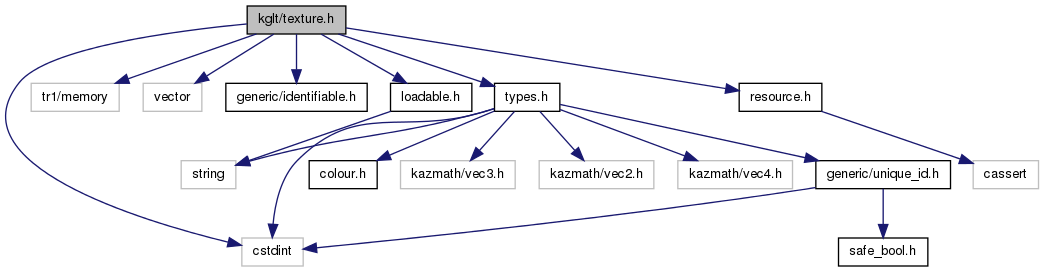 kglt/texture.h
tr1/memory
vector
generic/identifiable.h
loadable.h
types.h
resource.h
string
colour.h
kazmath/vec3.h
kazmath/vec2.h
kazmath/vec4.h
generic/unique_id.h
cassert
cstdint
safe_bool.h